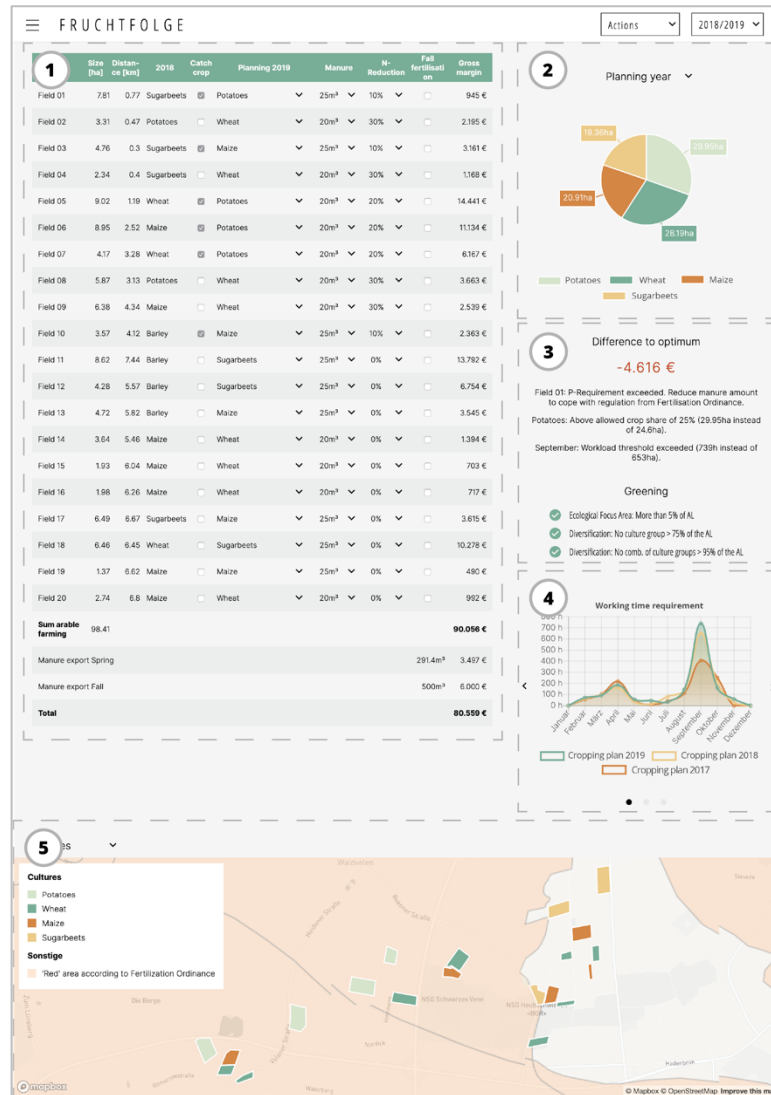 FRUCHTFOLGE
Actions
2018/2019
1
Size [ha] Distan-ce [km] 2018 Catch crop Planning 2019 Manure N-Reduction Fall fertilisati on Gross margin
Field 01 7.81 0.77 Sugarbeets Potatoes 25m³ 10% 945 €
Field 02 3.31 0.47 Potatoes Wheat 20m³ 30% 2.195 €
Field 03 4.76 0.3 Sugarbeets Maize 25m³ 10% 3.161 €
Field 04 2.34 0.4 Sugarbeets Wheat 20m³ 30% 1.168 €
Field 05 9.02 1.19 Wheat Potatoes 20m³ 20% 14.441 €
Field 06 8.95 2.52 Maize Potatoes 20m³ 20% 11.134 €
Field 07 4.17 3.28 Wheat Potatoes 20m³ 20% 6.167 €
Field 08 5.87 3.13 Potatoes Wheat 20m³ 30% 3.663 €
Field 09 6.38 4.34 Maize Wheat 20m³ 30% 2.539 €
Field 10 3.57 4.12 Barley Maize 25m³ 10% 2.363 €
Field 11 8.62 7.44 Barley Sugarbeets 25m³ 0% 13.792 €
Field 12 4.28 5.57 Barley Sugarbeets 25m³ 0% 6.754 €
Field 13 4.72 5.82 Barley Maize 25m³ 0% 3.545 €
Field 14 3.64 5.46 Maize Wheat 20m³ 0% 1.394 €
Field 15 1.93 6.04 Maize Wheat 20m³ 0% 703 €
Field 16 1.98 6.26 Maize Wheat 20m³ 0% 717 €
Field 17 6.49 6.67 Sugarbeets Maize 25m³ 0% 3.615 €
Field 18 6.46 6.45 Wheat Sugarbeets 20m³ 0% 10.278 €
Field 19 1.37 6.62 Maize Maize 25m³ 0% 490 €
Field 20 2.74 6.8 Maize Wheat 20m³ 0% 992 €
Sum arable farming 98.41 90.056 €
Manure export Spring 291.4m³ 3.497 €
Manure export Fall 500m³ 6.000 €
Total 80.559 €
2
Planning year
19.36ha
29.95ha
20.91ha
28.19ha
Potatoes Wheat Maize
Sugarbeets
3
Difference to optimum
-4.616 €
Field 01: P-Requirement exceeded. Reduce manure amount
to cope with regulation from Fertilisation Ordinance.
Potatoes: Above allowed crop share of 25% (29.95ha instead
of 24.6ha).
September: Workload threshold exceeded (739h instead of
653ha).
Greening
Ecological Focus Area: More than 5% of AL
Diversification: No culture group > 75% of the AL
Diversification: No comb. of culture groups > 95% of the AL
4
Working time requirement
800 h
700 h
600 h
500 h
400 h
300 h
200 h
100 h
0 h
Januar
Februar
März
April
Mai
Juni
Juli
August
September
Oktober
November
Dezember
Cropping plan 2019 Cropping plan 2018
Cropping plan 2017
5
es
Cultures
Potatoes
Wheat
Maize
Sugarbeets
Sonstige
'Red' area according to Fertilization Ordinance
Die Berge
NSG Schwarzes Venn
mapbox
© Mapbox © OpenStreetMap Improve this ma